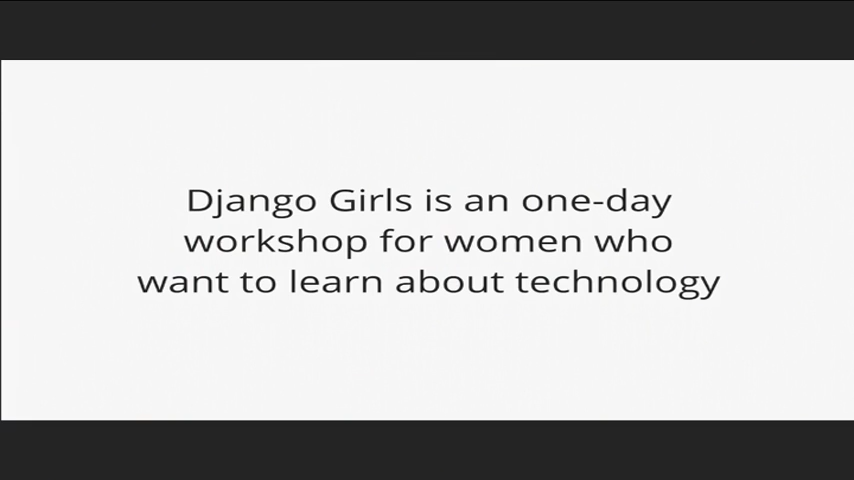 Django Girls is an one-day
workshop for women who
want to learn about technology